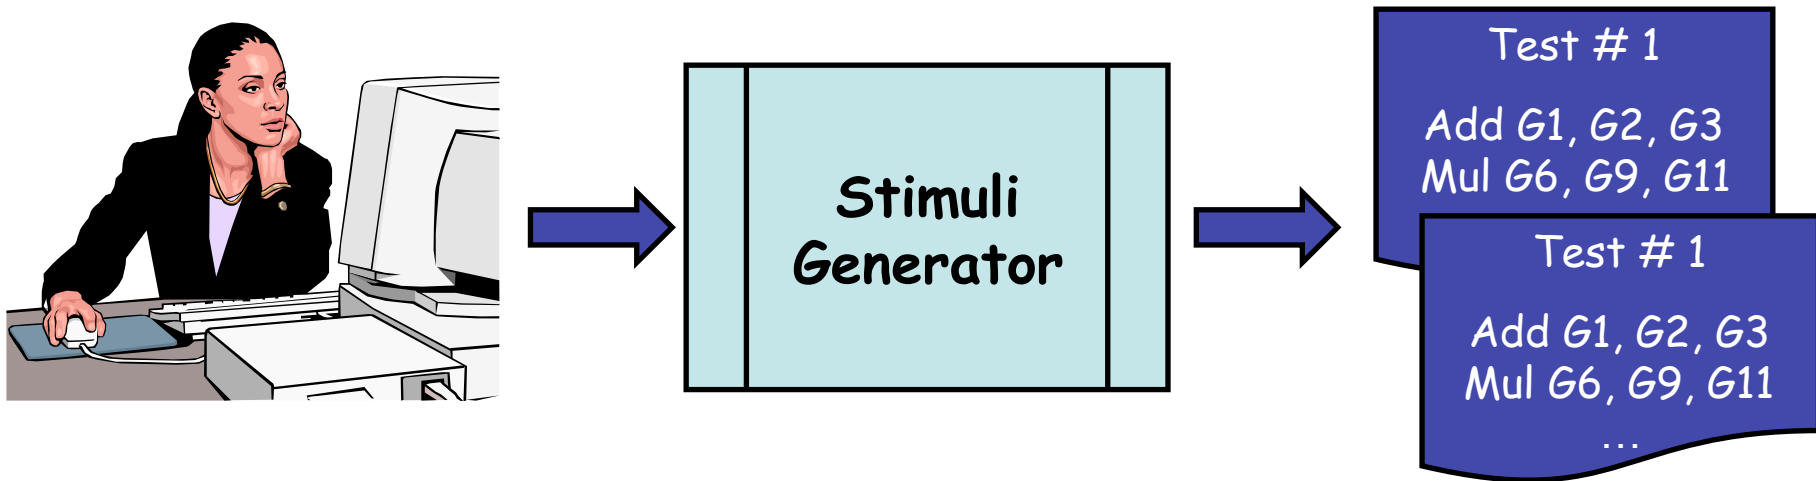 Stimuli
Generator
Test # 1
Add G1, G2, G3
Mul G6, G9, G11
Test # 1
Add G1, G2, G3
Mul G6, G9, G11
...